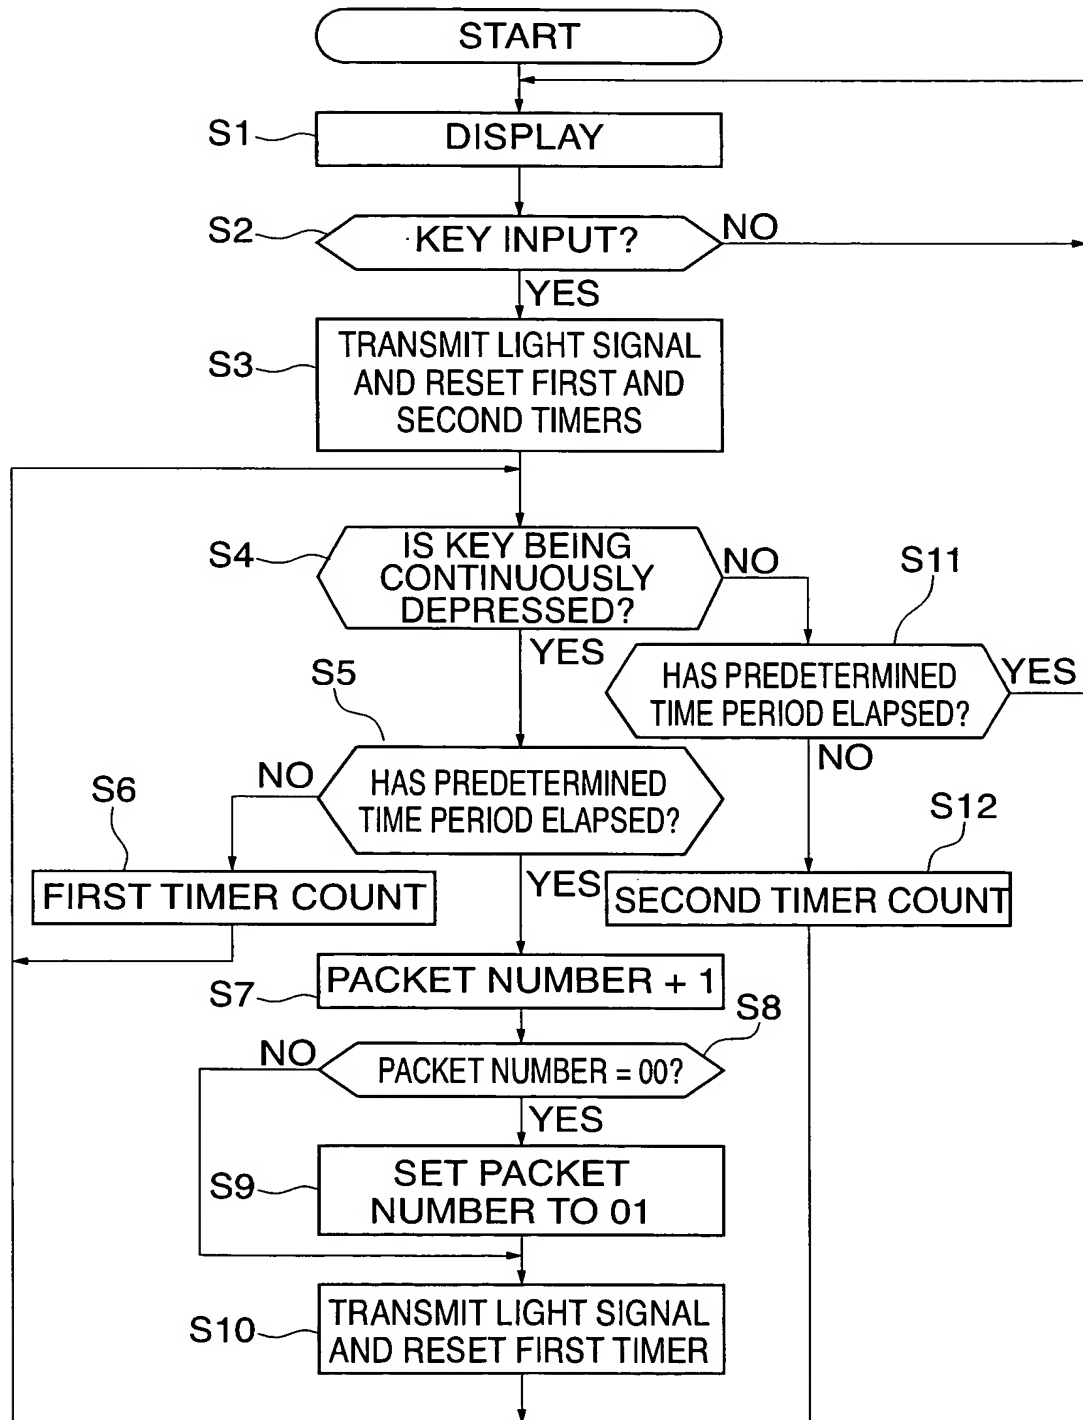 START
S1
DISPLAY
S2
KEY INPUT?
NO
YES
S3
TRANSMIT LIGHT SIGNAL
AND RESET FIRST AND
SECOND TIMERS
S4
IS KEY BEING
CONTINUOUSLY
DEPRESSED?
NO
S11
YES
HAS PREDETERMINED
TIME PERIOD ELAPSED?
YES
NO
S5
HAS PREDETERMINED
TIME PERIOD ELAPSED?
NO
S6
FIRST TIMER COUNT
YES
S12
SECOND TIMER COUNT
S7
PACKET NUMBER + 1
S8
PACKET NUMBER = 00?
NO
YES
S9
SET PACKET
NUMBER TO 01
S10
TRANSMIT LIGHT SIGNAL
AND RESET FIRST TIMER